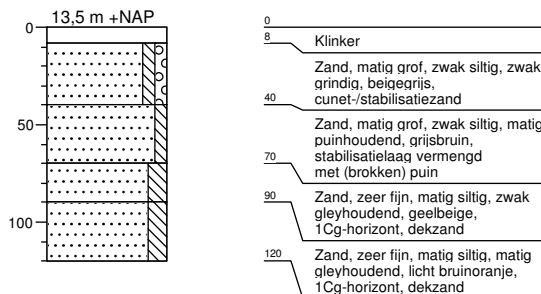 13,5 m +NAP
0
50
100
0
8
Klinker
Zand, matig grof, zwak siltig, zwak
grindig, beigegrijs,
cunet-/stabilisatiezand
40
Zand, matig grof, zwak siltig, matig
puinhoudend, grijsbruin,
stabilisatielaag vermengd
met (brokken) puin
70
90
Zand, zeer fijn, matig siltig, zwak
gleyhoudend, geelbeige,
1Cg-horizont, dekzand
120
Zand, zeer fijn, matig siltig, matig
gleyhoudend, licht bruinoranje,
1Cg-horizont, dekzand